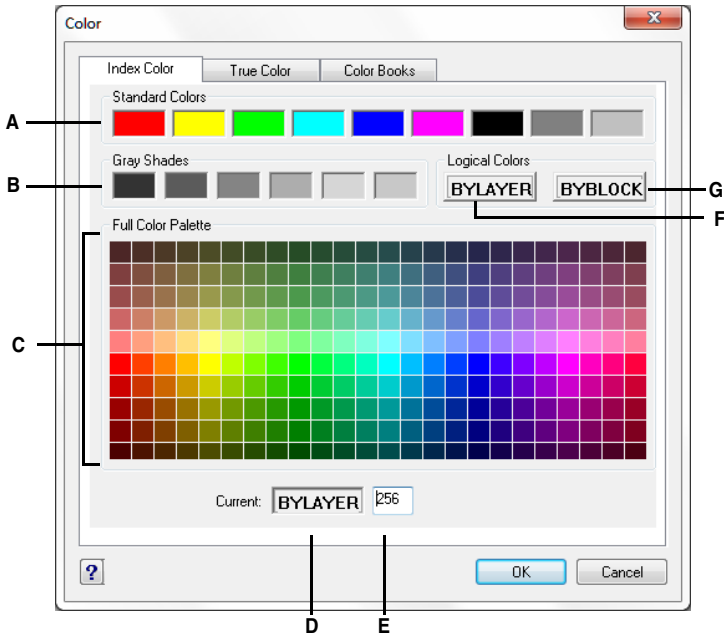 Color
Index Color
True Color
Color Books
Standard Colors
A
Gray Shades
Logical Colors
B
BYLAYER
BYBLOCK
G
F
Full Color Palette
C
Current:
BYLAYER
256
?
OK
Cancel
D
E